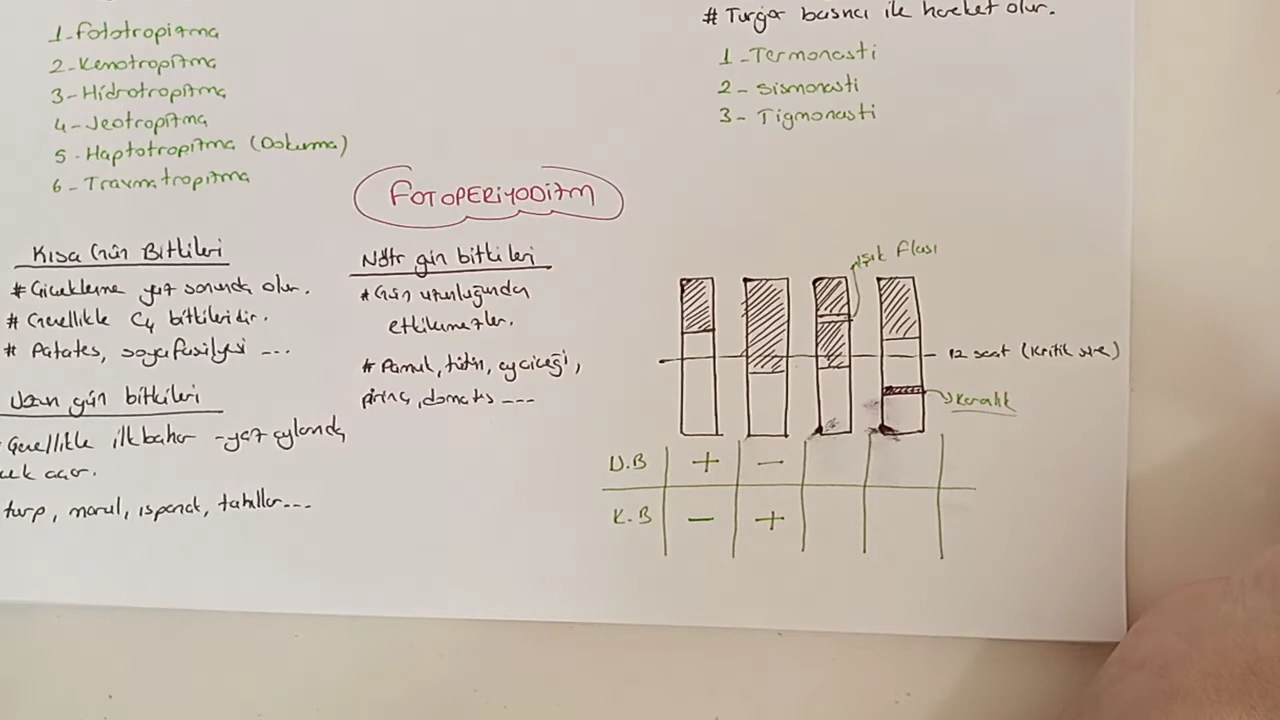 1-Fototropizma
2-Kemotropizma
3-Hidrotropizma
4-Jeotropizma
5-Haptotropizma (Dokunma)
6-Travmatropizma
# Turgor basıncı ile hareket olur.
1-Termonasti
2- Sismonasti
3- Tigmonasti
FOTOPERİYODİZM
Kısa Gün Bitkileri
# Çiçeklenme yaz sonunda olur.
# Genellikle C4 bitkileridir.
# Patates, soya fasülyesi ...
Uzun gün bitkileri
Genellikle ilkbahar -yaz aylarında
açar.
turp, marul, ıspanak, tahıllar...
Nötr gün bitkileri
# Gün uzunluğundan
etkilenmezler.
# Pamuk, tütün, ayçiçeği,
pirinç, domates ---
Işık Flaşı
12 saat (Kritik süre)
Karanlık
U.B + -
K.B - +